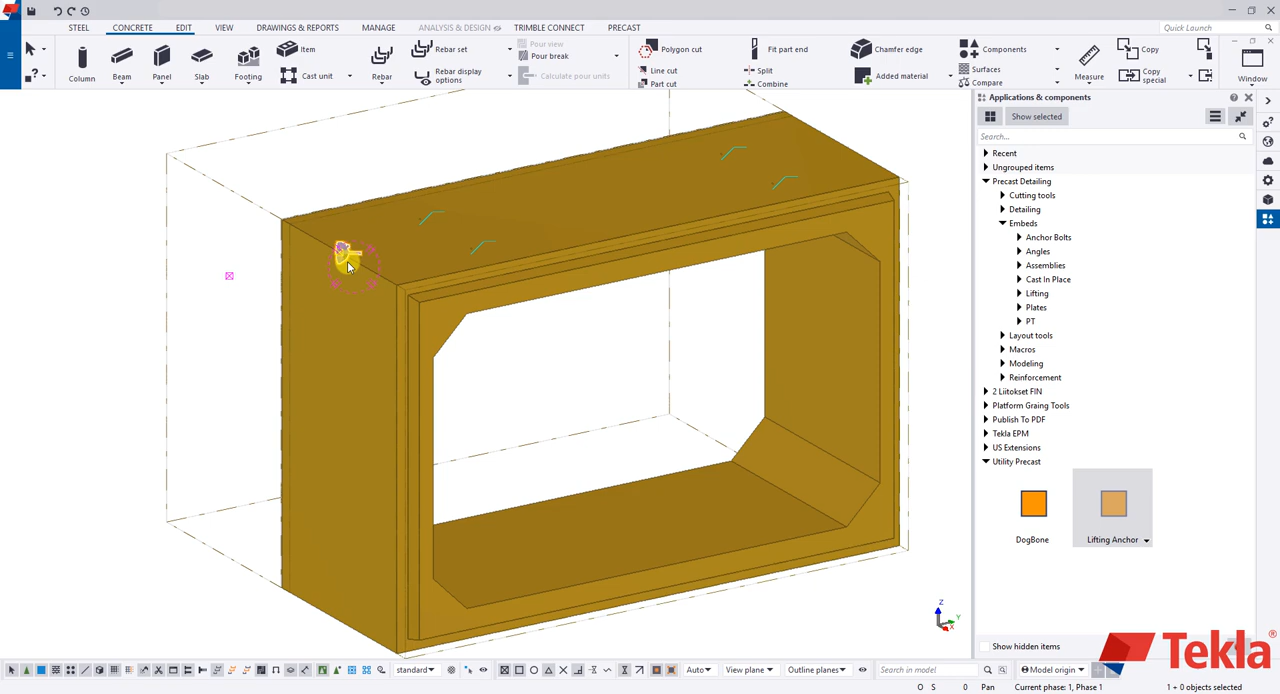 STEEL CONCRETE EDIT VIEW DRAWINGS & REPORTS MANAGE ANALYSIS & DESIGN TRIMBLE CONNECT PRECAST
Quick Launch
Column
Beam
Panel
Slab
Footing
Item
Cast unit
Rebar
Rebar set
Rebar display
options
Pour view
Pour break
Calculate pour units
Polygon cut
Line cut
Part cut
Fit part end
Split
Combine
Chamfer edge
Added material
Components
Surfaces
Compare
Measure
Copy
Copy
special
Window
Applications & components
Show selected
Search...
Recent
Ungrouped items
Precast Detailing
Cutting tools
Detailing
Embeds
Anchor Bolts
Angles
Assemblies
Cast In Place
Lifting
Plates
PT
Layout tools
Macros
Modeling
Reinforcement
2 Liitokset FIN
Platform Graing Tools
Publish To PDF
Tekla EPM
US Extensions
Utility Precast
DogBone
Lifting Anchor
Show hidden items
Z
Y
X
Tekla®
standard
Auto
View plane
Outline planes
Search in model
Model origin
O S 0 Pan Current phase: 1, Phase 1 1 + 0 objects selected